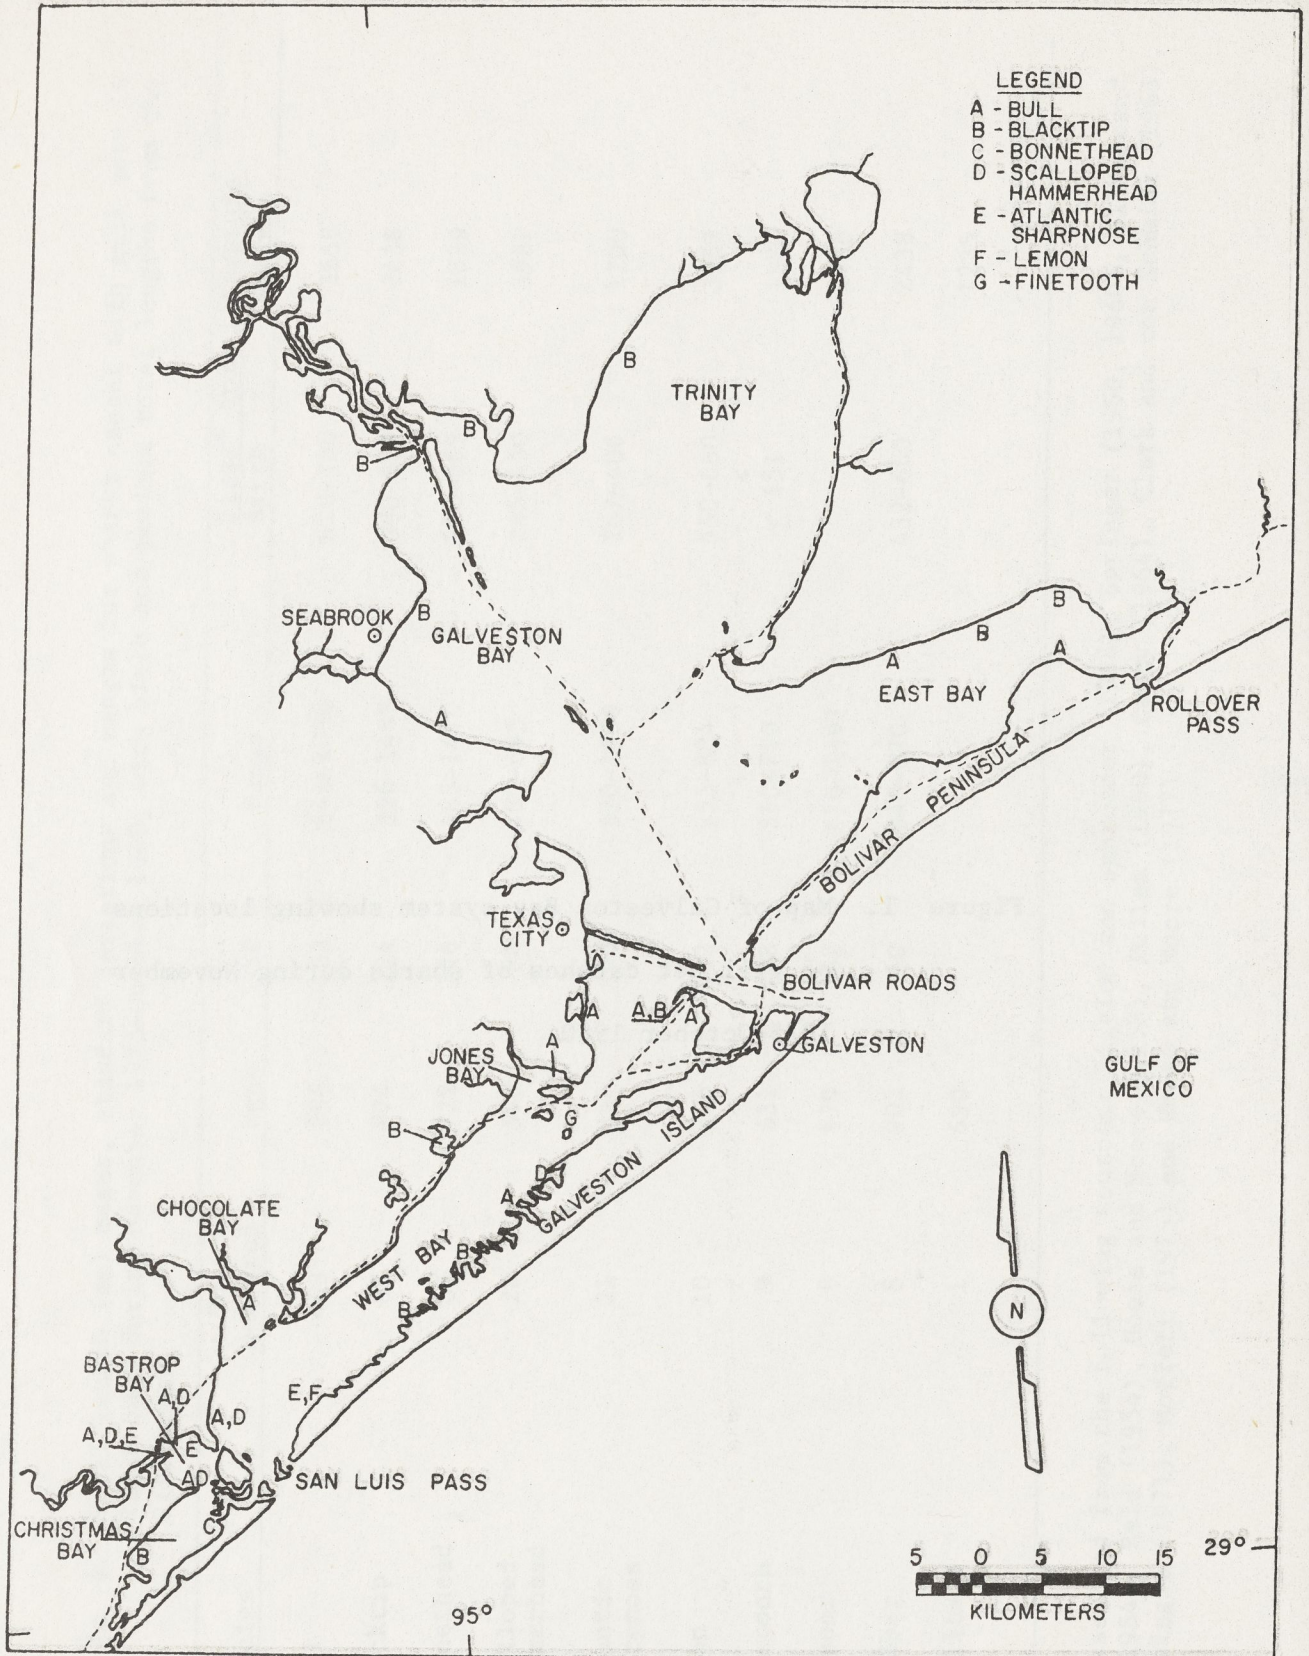 LEGEND
A - BULL
B - BLACKTIP
C - BONNETHEAD
D - SCALLOPED
HAMMERHEAD
E - ATLANTIC
SHARPNOSE
F - LEMON
G - FINETOOTH
B
TRINITY
BAY
B
B
SEABROOK
B
GALVESTON
BAY
B
B
A
A
EAST BAY
ROLLOVER
PASS
A
BOLIVAR PENINSULA
TEXAS
CITY
BOLIVAR ROADS
A
A,B
A
GALVESTON
JONES
BAY
A
GULF OF
MEXICO
G
B
GALVESTON ISLAND
D
A
CHOCOLATE
BAY
WEST BAY
B
B
A
N
BASTROP
BAY
A,D
E,F
A,D
A,D,E
E
AD
SAN LUIS PASS
CHRISTMAS
BAY
C
B
5 0 5 10 15
KILOMETERS
29°
95°